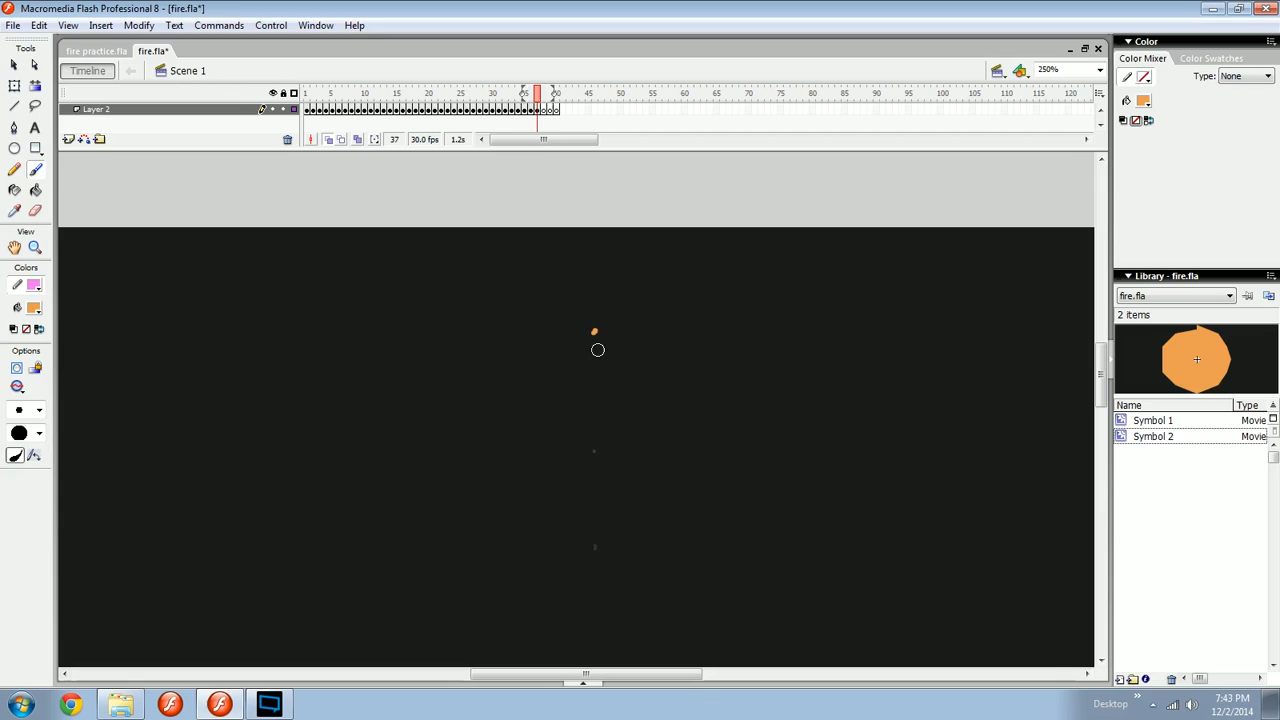 Macromedia Flash Professional 8 - [fire.fla*]
File Edit View Insert Modify Text Commands Control Window Help
Tools
View
Colors
Options
fire practice.fla fire.fla*
Timeline Scene 1 250%
1 5 10 15 20 25 30 35 40 45 50 55 60 65 70 75 80 85 90 95 100 105 110 115 120
Layer 2
37 30.0 fps 1.2s
Color
Color Mixer Color Swatches
Type: None
Library - fire.fla
fire.fla
2 items
Name Type
Symbol 1 Movie
Symbol 2 Movie
Desktop
7:43 PM
12/2/2014